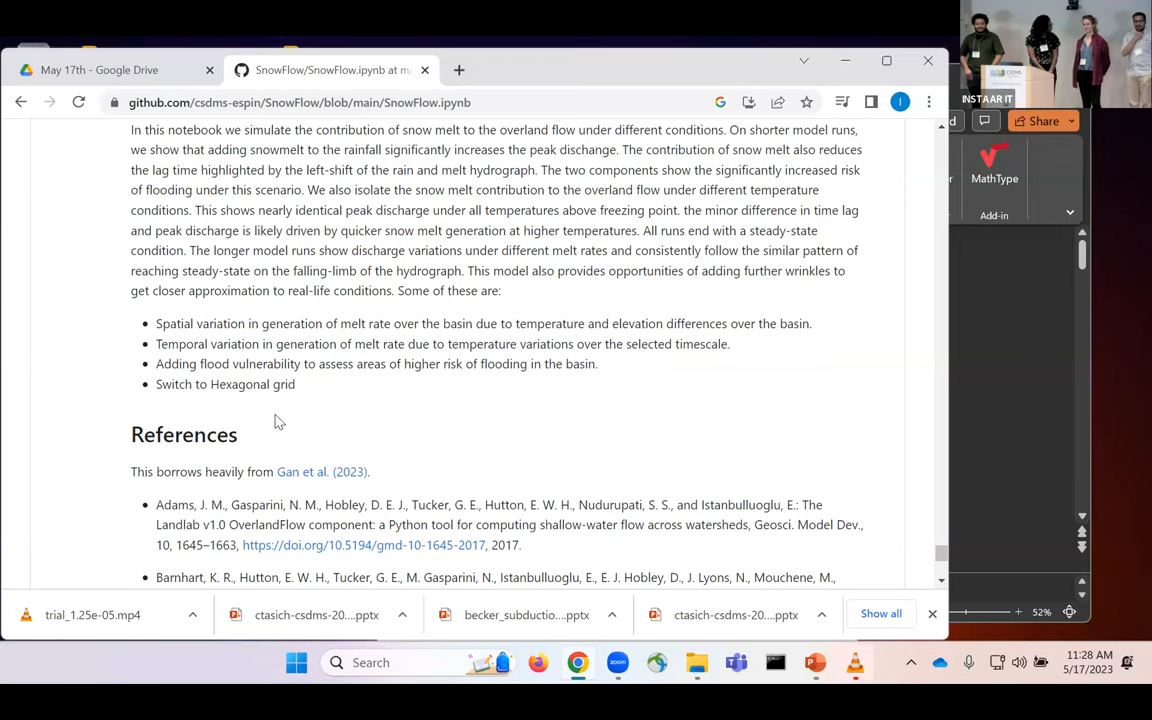 May 17th - Google Drive
SnowFlow/SnowFlow.ipynb at m
github.com/csdms-espin/SnowFlow/blob/main/SnowFlow.ipynb
In this notebook we simulate the contribution of snow melt to the overland flow under different conditions. On shorter model runs,
we show that adding snowmelt to the rainfall significantly increases the peak discharge. The contribution of snow melt also reduces
the lag time highlighted by the left-shift of the rain and melt hydrograph. The two components show the significantly increased risk
of flooding under this scenario. We also isolate the snow melt contribution to the overland flow under different temperature
conditions. This shows nearly identical peak discharge under all temperatures above freezing point. the minor difference in time lag
and peak discharge is likely driven by quicker snow melt generation at higher temperatures. All runs end with a steady-state
condition. The longer model runs show discharge variations under different melt rates and consistently follow the similar pattern of
reaching steady-state on the falling-limb of the hydrograph. This model also provides opportunities of adding further wrinkles to
get closer approximation to real-life conditions. Some of these are:
• Spatial variation in generation of melt rate over the basin due to temperature and elevation differences over the basin.
• Temporal variation in generation of melt rate due to temperature variations over the selected timescale.
• Adding flood vulnerability to assess areas of higher risk of flooding in the basin.
• Switch to Hexagonal grid
References
This borrows heavily from Gan et al. (2023).
• Adams, J. M., Gasparini, N. M., Hobley, D. E. J., Tucker, G. E., Hutton, E. W. H., Nudurupati, S. S., and Istanbulluoglu, E.: The
Landlab v1.0 OverlandFlow component: a Python tool for computing shallow-water flow across watersheds, Geosci. Model Dev.,
10, 1645–1663, https://doi.org/10.5194/gmd-10-1645-2017, 2017.
• Barnhart, K. R., Hutton, E. W. H., Tucker, G. E., M. Gasparini, N., Istanbulluoglu, E., E. J. Hobley, D., J. Lyons, N., Mouchene, M.,
trial_1.25e-05.mp4
ctasich-csdms-20....pptx
becker_subductio....pptx
ctasich-csdms-20....pptx
Show all
INSTAAR IT
CSDMS
d
Share
MathType
r
Add-in
52%
Search
11:28 AM
5/17/2023